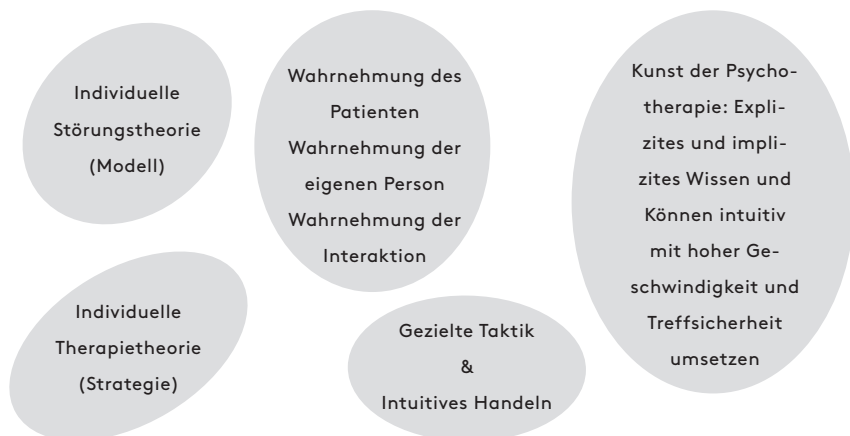 Individuelle
Störungstheorie
(Modell)
Individuelle
Therapietheorie
(Strategie)
Wahrnehmung des
Patienten
Wahrnehmung der
eigenen Person
Wahrnehmung der
Interaktion
Gezielte Taktik
&
Intuitives Handeln
Kunst der Psycho-
therapie: Expli-
zites und impli-
zites Wissen und
Können intuitiv
mit hoher Ge-
schwindigkeit und
Treffsicherheit
umsetzen